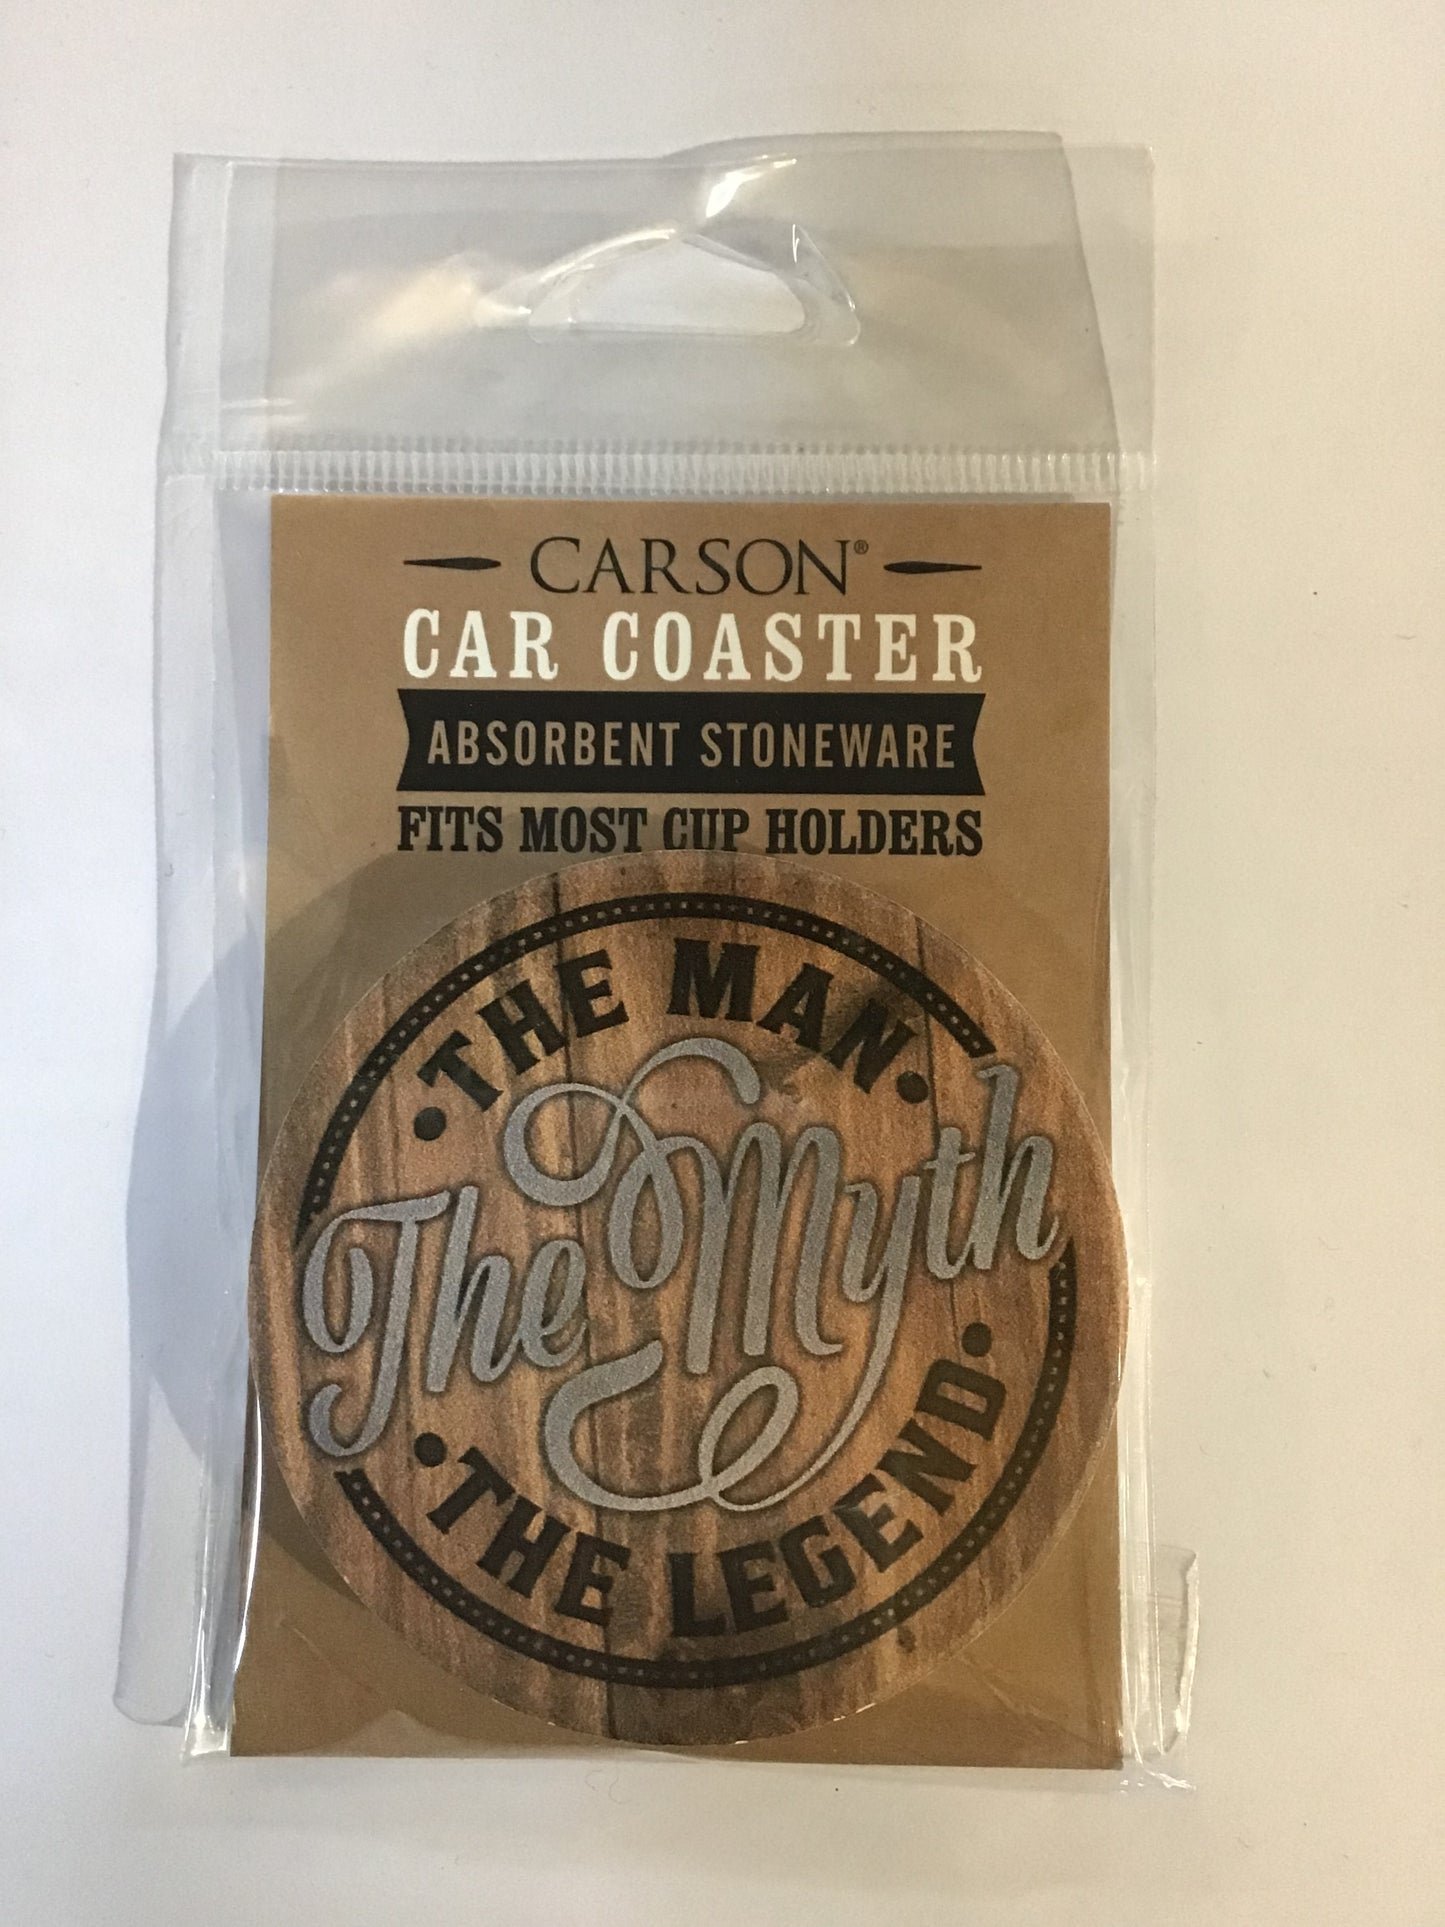 CARSON®
CAR COASTER
ABSORBENT STONEWARE
FITS MOST CUP HOLDERS
• THE MAN •
The Myth
• THE LEGEND •